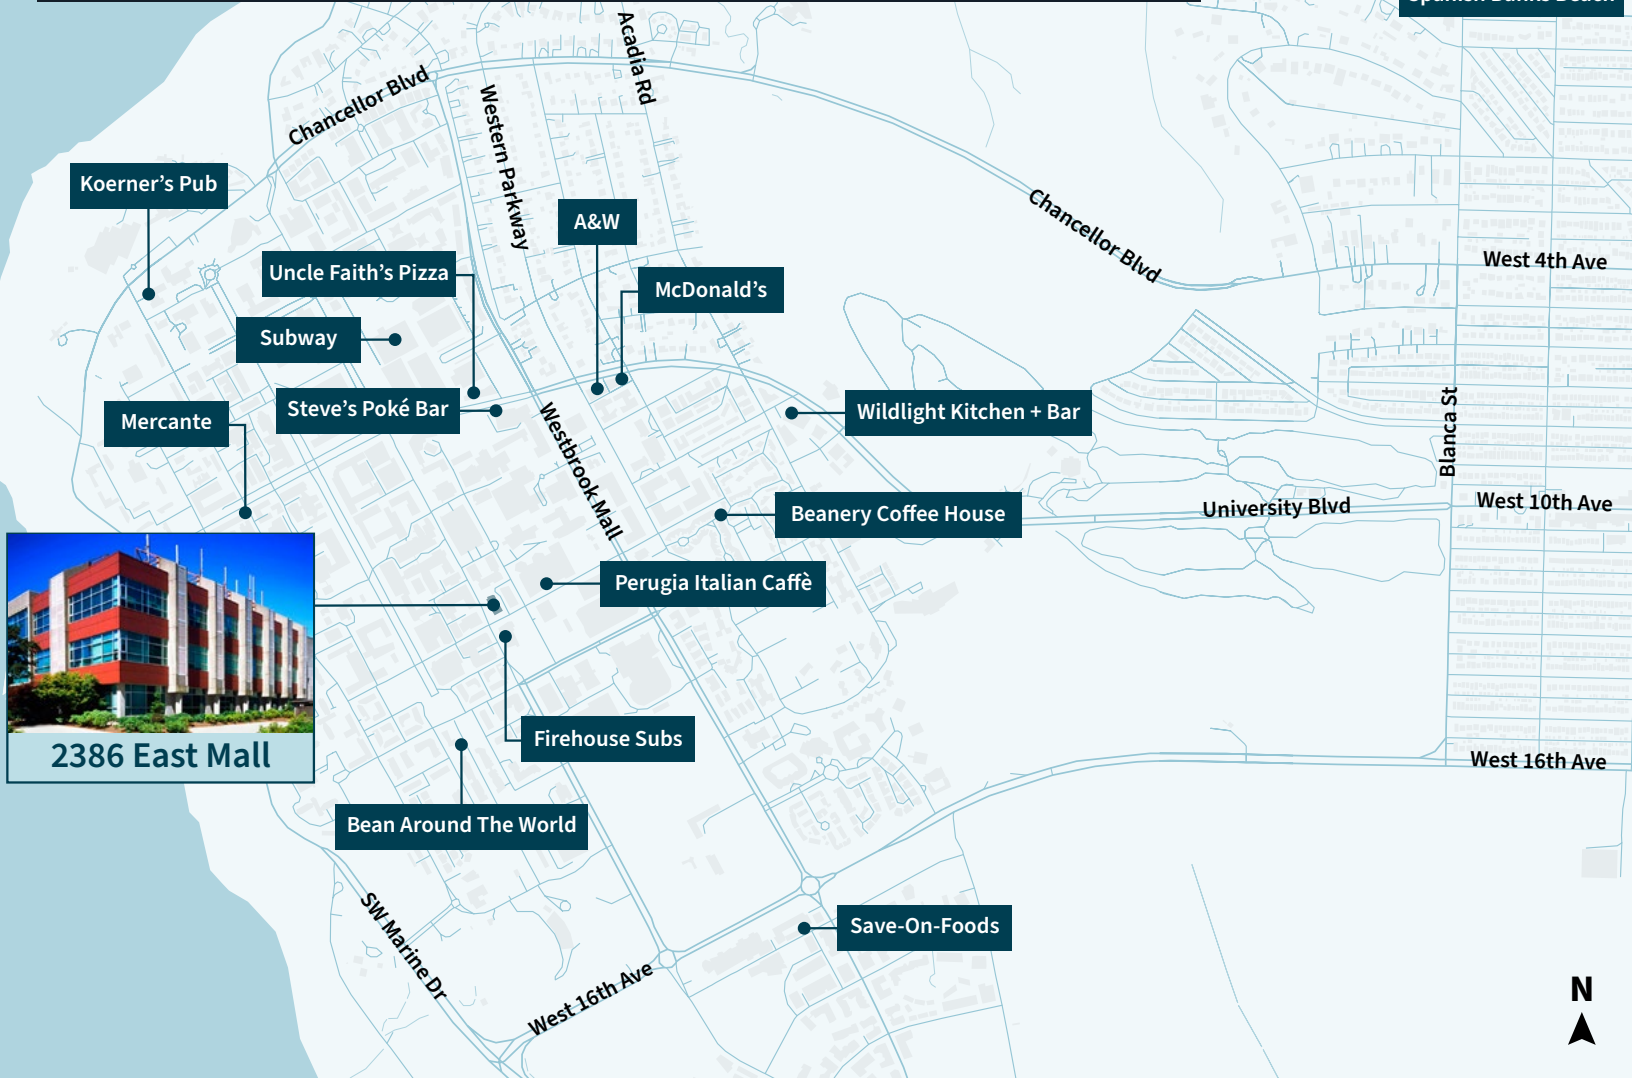 Spanish Banks Beach
Acadia Rd
Chancellor Blvd
Western Parkway
Koerner’s Pub
A&W
Chancellor Blvd
West 4th Ave
Uncle Faith’s Pizza
McDonald’s
Subway
Steve’s Poké Bar
Wildlight Kitchen + Bar
Mercante
Westbrook Mall
Blanca St
Beanery Coffee House
University Blvd
West 10th Ave
Perugia Italian Caffè
2386 East Mall
Firehouse Subs
West 16th Ave
Bean Around The World
SW Marine Dr
Save-On-Foods
West 16th Ave
N